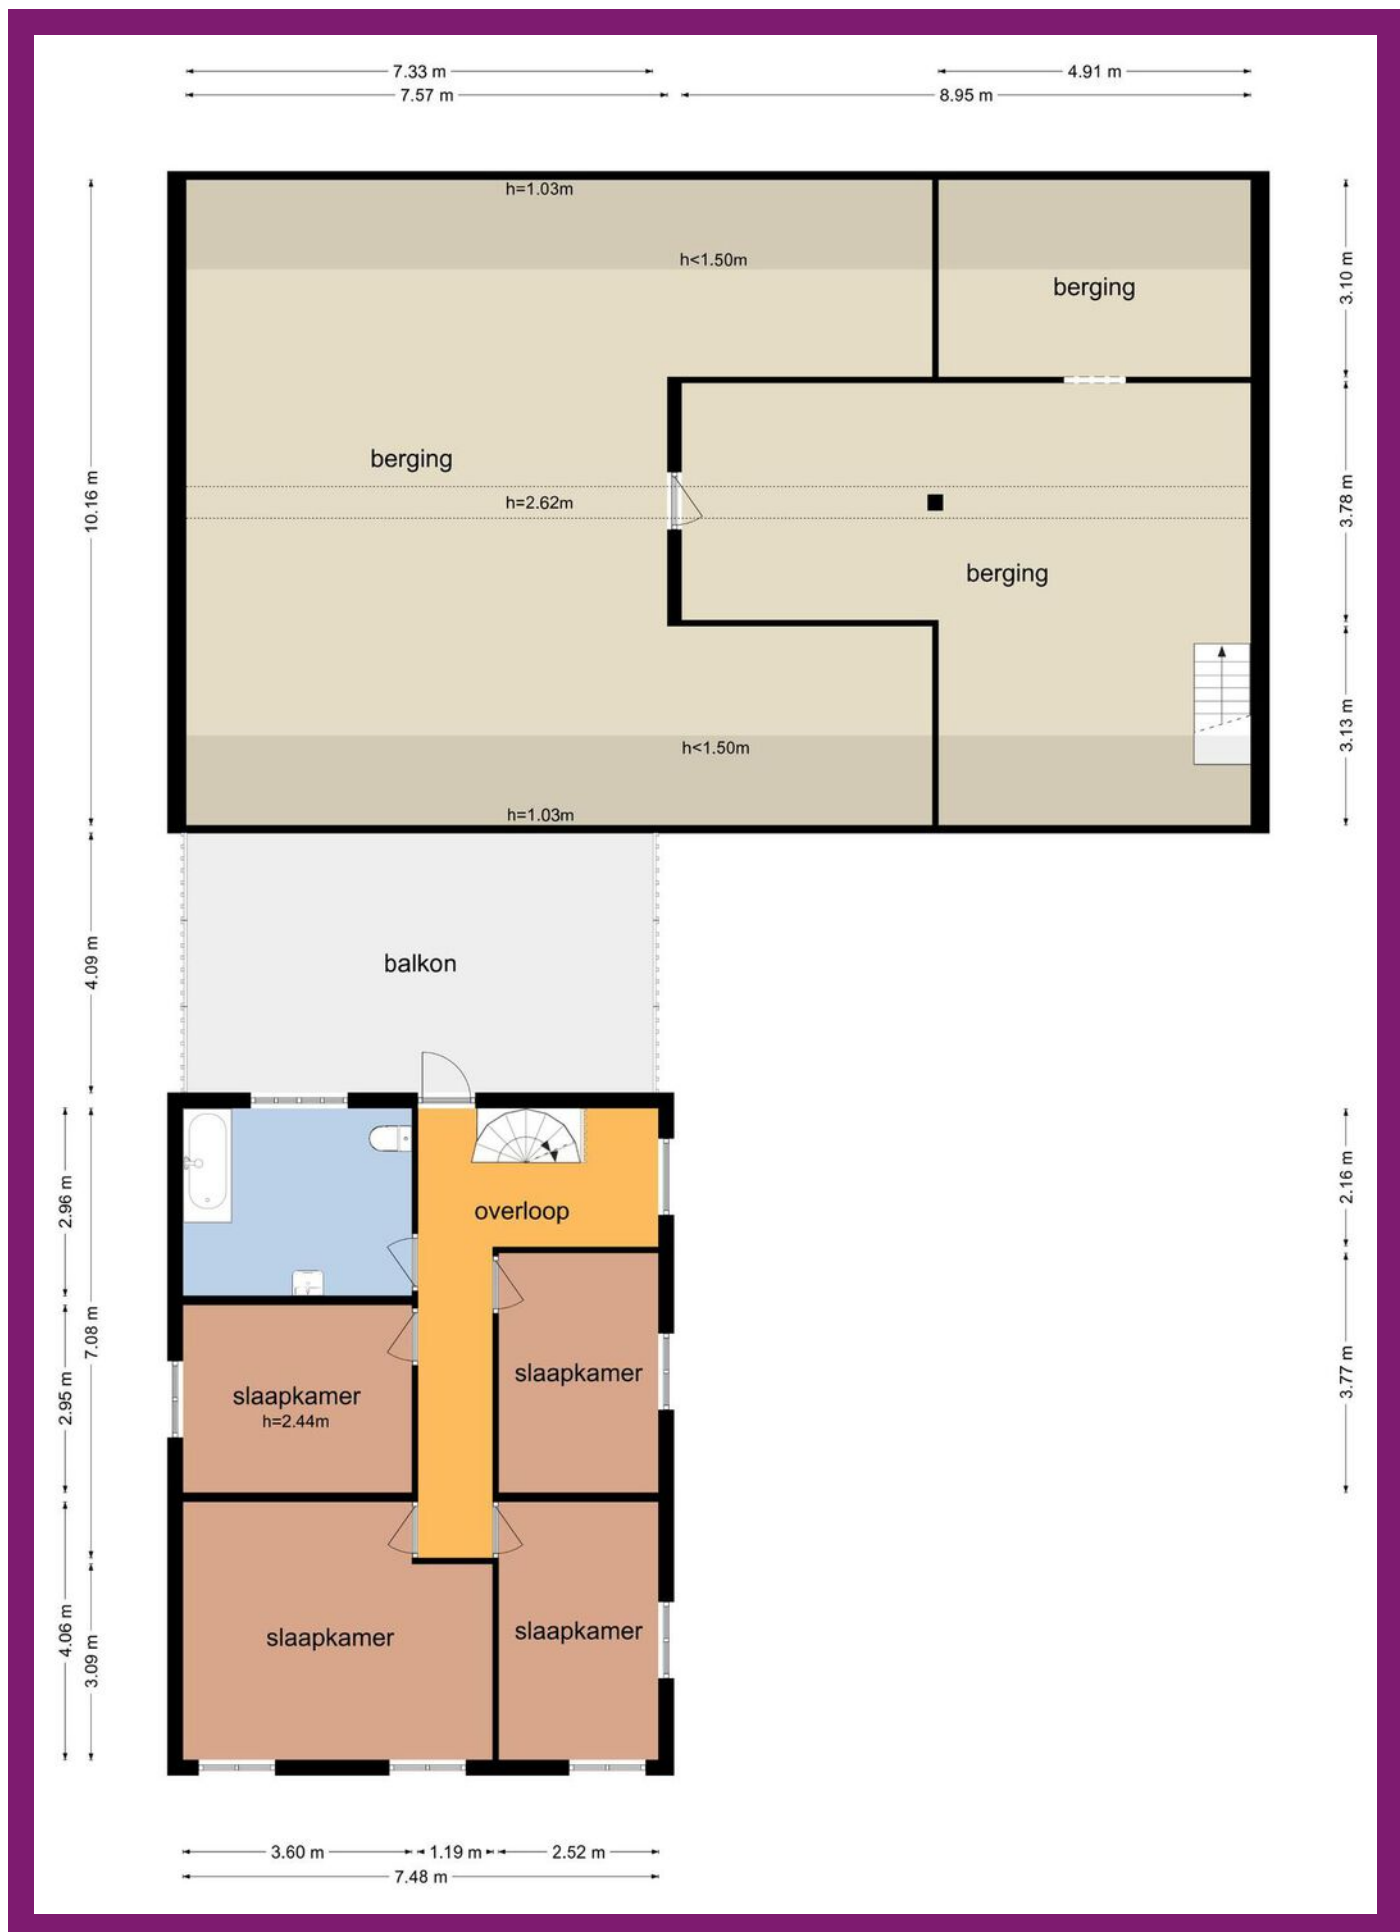 7.33 m
4.91 m
7.57 m
8.95 m
h=1.03m
h<1.50m
berging
3.10 m
berging
10.16 m
h=2.62m
3.78 m
berging
h<1.50m
3.13 m
h=1.03m
balkon
4.09 m
2.96 m
overloop
2.16 m
7.08 m
slaapkamer
h=2.44m
2.95 m
slaapkamer
3.77 m
slaapkamer
slaapkamer
4.06 m
3.09 m
3.60 m
1.19 m
2.52 m
7.48 m